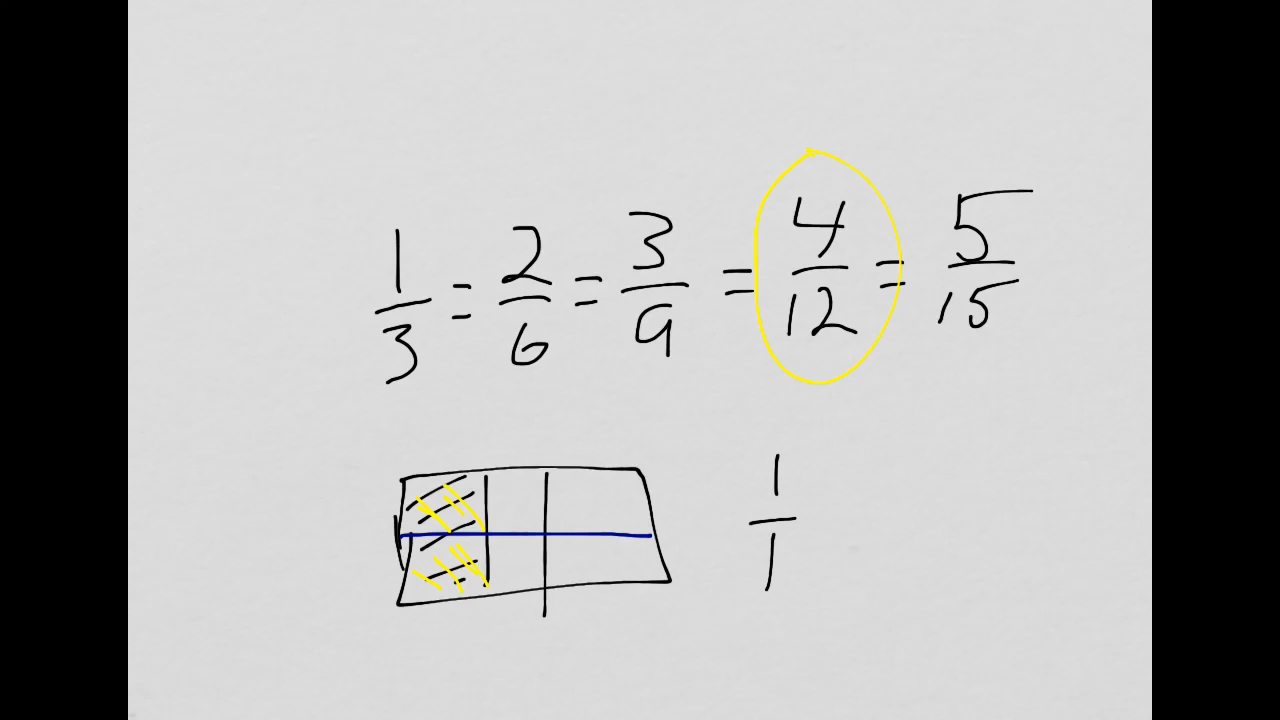 1/3 = 2/6 = 3/9 = 4/12 = 5/15
1/1